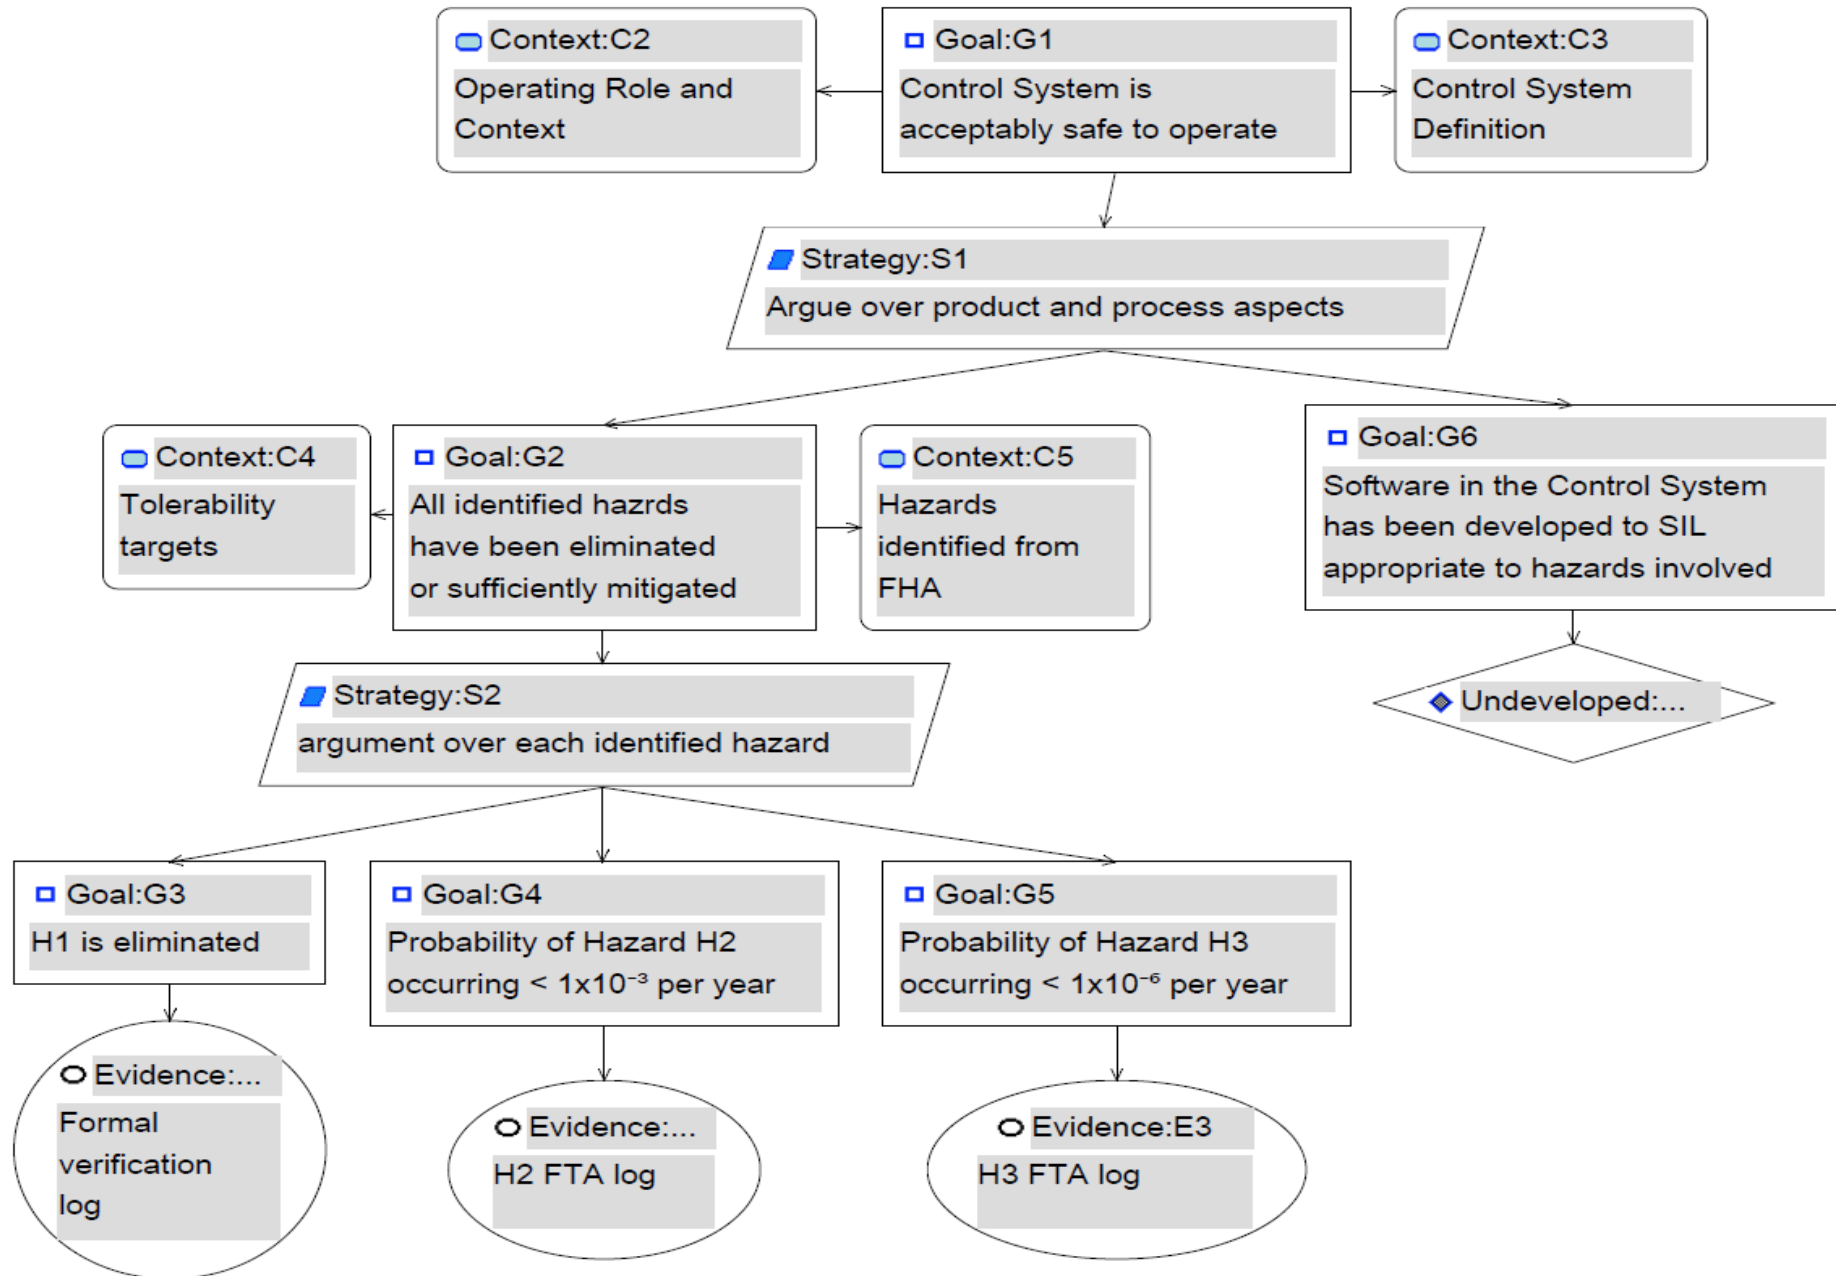 Context:C2
Operating Role and
Context
Goal:G1
Control System is
acceptably safe to operate
Context:C3
Control System
Definition
Strategy:S1
Argue over product and process aspects
Context:C4
Tolerability
targets
Goal:G2
All identified hazrds
have been eliminated
or sufficiently mitigated
Context:C5
Hazards
identified from
FHA
Goal:G6
Software in the Control System
has been developed to SIL
appropriate to hazards involved
Undeveloped:...
Strategy:S2
argument over each identified hazard
Goal:G3
H1 is eliminated
Goal:G4
Probability of Hazard H2
occurring < 1x10⁻³ per year
Goal:G5
Probability of Hazard H3
occurring < 1x10⁻⁶ per year
Evidence:...
Formal
verification
log
Evidence:...
H2 FTA log
Evidence:E3
H3 FTA log